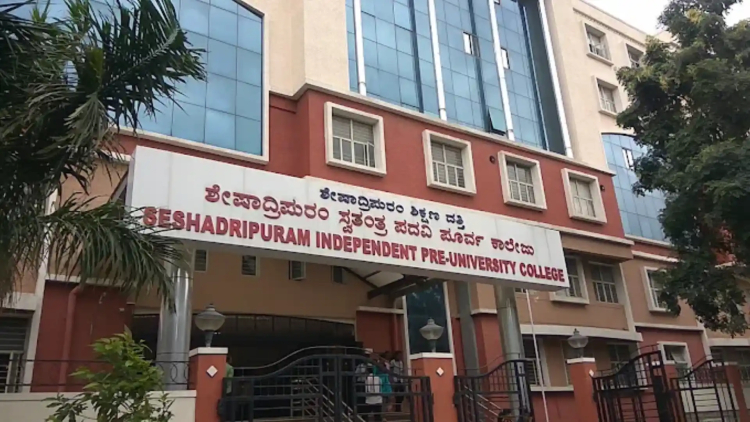 ಶೇಷಾದ್ರಿಪುರಂ ಶಿಕ್ಷಣ ದತ್ತಿ
ಶೇಷಾದ್ರಿಪುರಂ ಸ್ವತಂತ್ರ ಪದವಿ ಪೂರ್ವ ಕಾಲೇಜು
SESHADRIPURAM INDEPENDENT PRE-UNIVERSITY COLLEGE